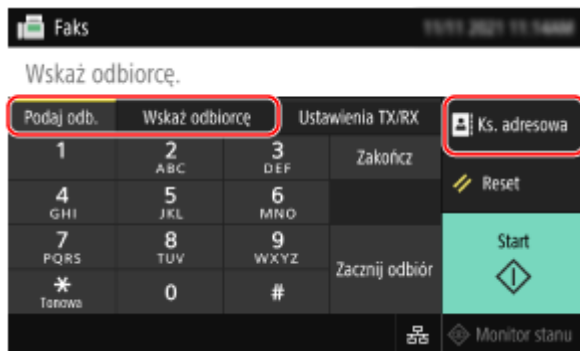 Faks
Wskaż odbiorcę.
Podaj odb. Wskaż odbiorcę Ustawienia TX/RX Ks. adresowa
1 2 ABC 3 DEF Zakończ
Reset
4 GHI 5 JKL 6 MNO
7 PQRS 8 TUV 9 WXYZ Zacznij odbiór Start
* Tonowa 0 #
Monitor stanu